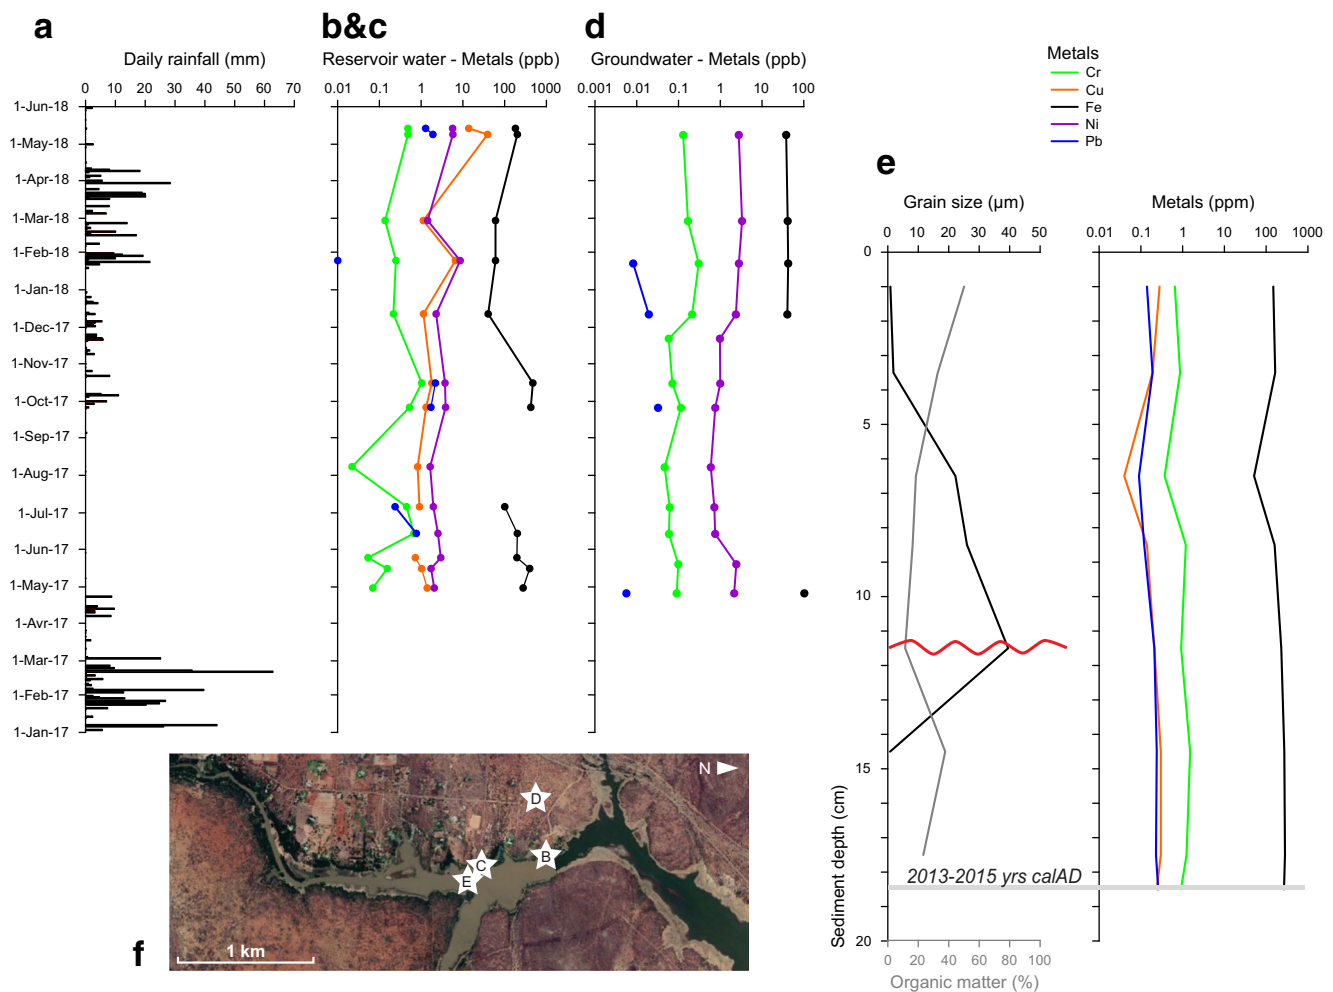 a
b&c
d
Daily rainfall (mm)
Reservoir water - Metals (ppb)
Groundwater - Metals (ppb)
0 10 20 30 40 50 60 70
0.01 0.1 1 10 100 1000
0.001 0.01 0.1 1 10 100
Metals
Cr
Cu
Fe
Ni
Pb
1-Jun-18
1-May-18
1-Apr-18
1-Mar-18
1-Feb-18
1-Jan-18
1-Dec-17
1-Nov-17
1-Oct-17
1-Sep-17
1-Aug-17
1-Jul-17
1-Jun-17
1-May-17
1-Avr-17
1-Mar-17
1-Feb-17
1-Jan-17
e
Grain size (µm)
Metals (ppm)
0 10 20 30 40 50
0.01 0.1 1 10 100 1000
0
5
10
15
20
Sediment depth (cm)
2013-2015 yrs calAD
0 20 40 60 80 100
Organic matter (%)
f
N
D
B
C
E
1 km